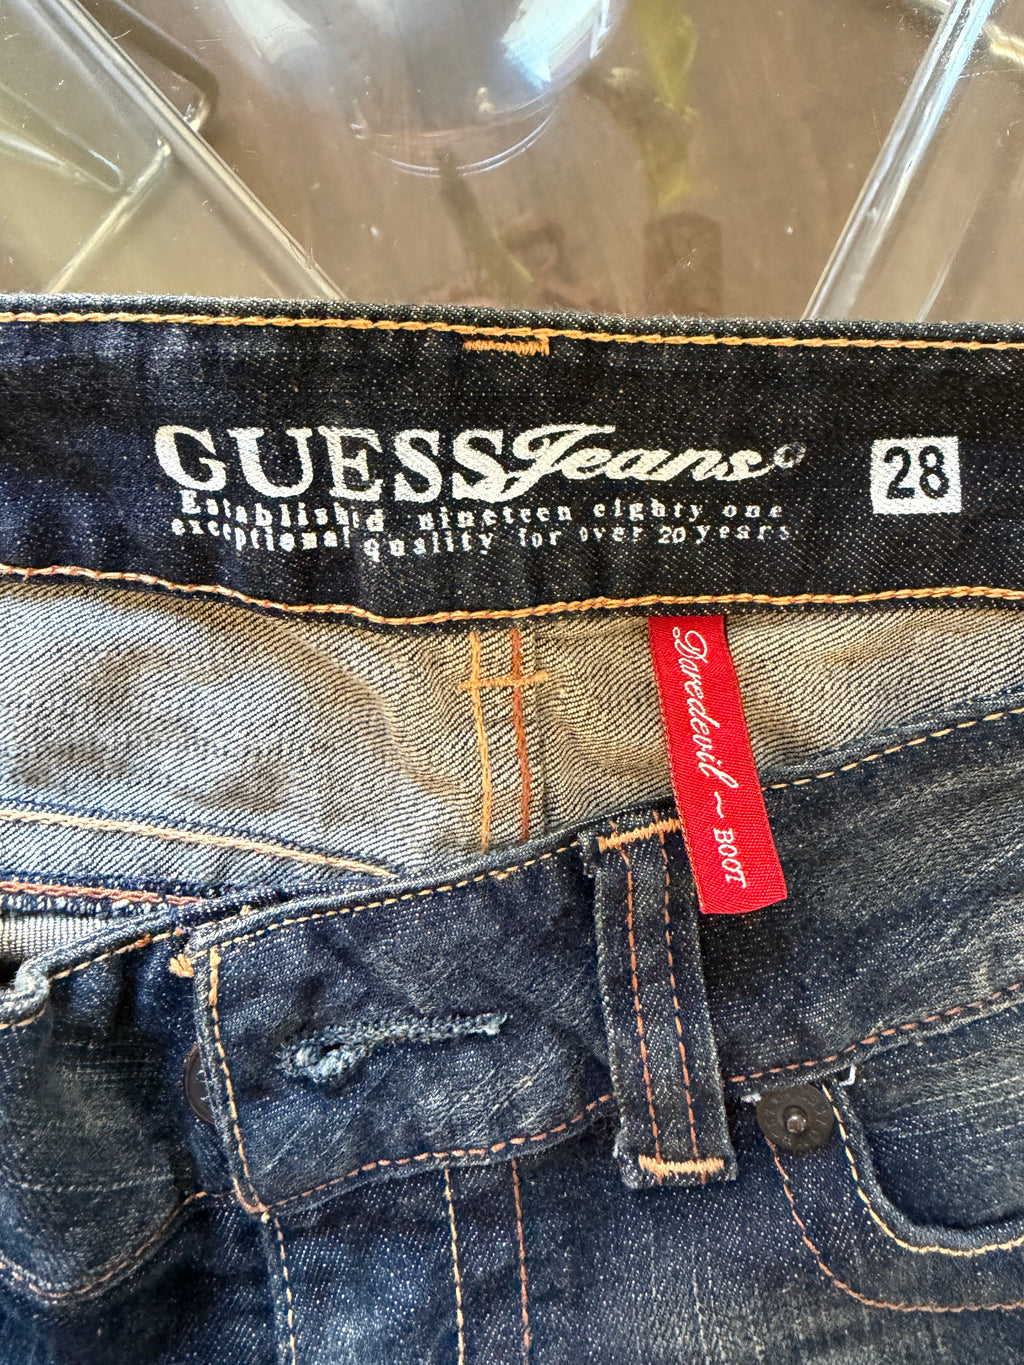 GUESS Jeans
28
Established nineteen eighty one
exceptional quality for over 20 years
Daredevil ~ BOOT